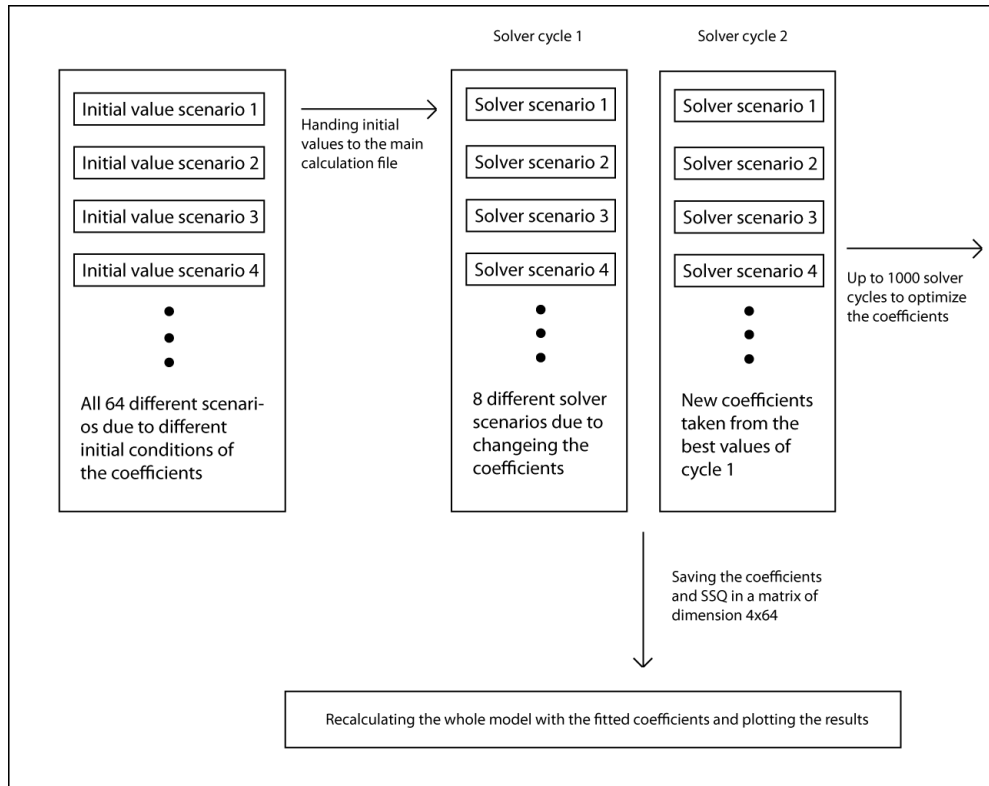 Solver cycle 1
Solver cycle 2
Initial value scenario 1
Initial value scenario 2
Initial value scenario 3
Initial value scenario 4
All 64 different scenari-
os due to different
initial conditions of
the coefficients
Handing initial
values to the main
calculation file
Solver scenario 1
Solver scenario 2
Solver scenario 3
Solver scenario 4
8 different solver
scenarios due to
changeing the
coefficients
Solver scenario 1
Solver scenario 2
Solver scenario 3
Solver scenario 4
New coefficients
taken from the
best values of
cycle 1
Up to 1000 solver
cycles to optimize
the coefficients
Saving the coefficients
and SSQ in a matrix of
dimension 4x64
Recalculating the whole model with the fitted coefficients and plotting the results